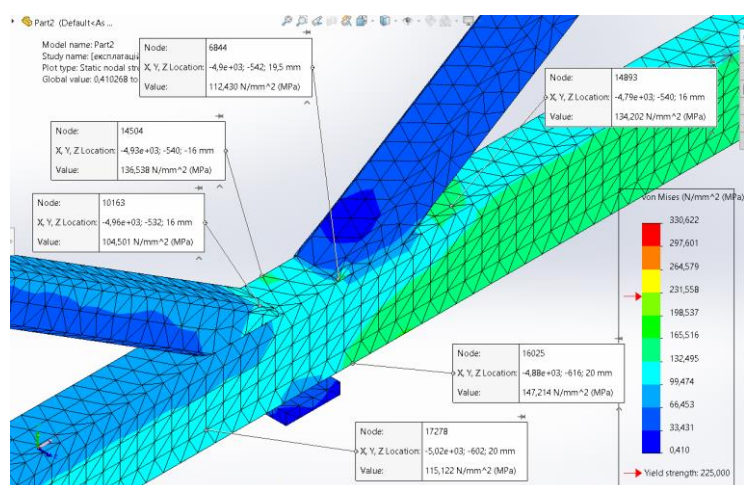 Part2 (Default<As ...
Model name: Part2
Study name: [експлатаці
Plot type: Static nodal stre
Global value: 0,410268 to
Node: 6844
X, Y, Z Location: -4,9e+03; -542; 19,5 mm
Value: 112,430 N/mm^2 (MPa)
Node: 14893
X, Y, Z Location: -4,79e+03; -540; 16 mm
Value: 134,202 N/mm^2 (MPa)
Node: 14504
X, Y, Z Location: -4,93e+03; -540; -16 mm
Value: 136,538 N/mm^2 (MPa)
Node: 10163
X, Y, Z Location: -4,96e+03; -532; 16 mm
Value: 104,501 N/mm^2 (MPa)
von Mises (N/mm^2 (MPa))
330,622
297,601
264,579
231,558
198,537
165,516
132,495
99,474
66,453
33,431
0,410
Yield strength: 225,000
Node: 16025
X, Y, Z Location: -4,88e+03; -616; 20 mm
Value: 147,214 N/mm^2 (MPa)
Node: 17278
X, Y, Z Location: -5,02e+03; -602; 20 mm
Value: 115,122 N/mm^2 (MPa)